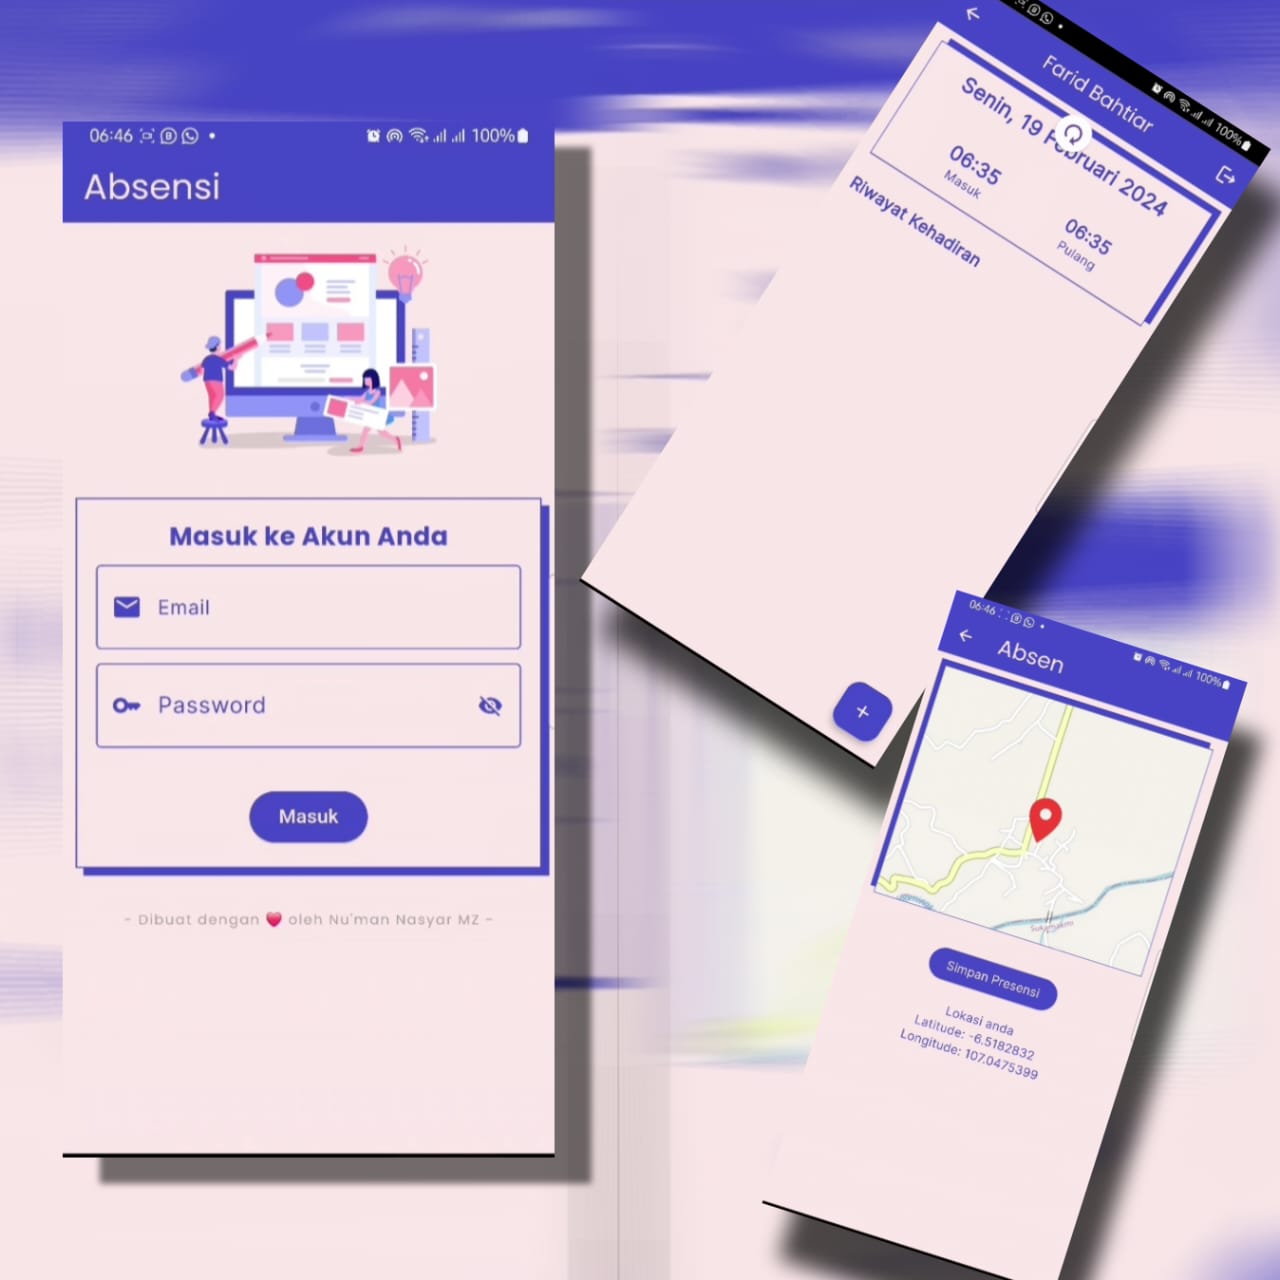 06:46 100%
Absensi
Masuk ke Akun Anda
Email
Password
Masuk
- Dibuat dengan ❤ oleh Nu'man Nasyar MZ -
100%
Farid Bahtiar
Senin, 19 Februari 2024
06:35
Masuk
06:35
Pulang
Riwayat Kehadiran
+
06:46 100%
Absen
Simpan Presensi
Lokasi anda
Latitude: -6.5182832
Longitude: 107.0475399